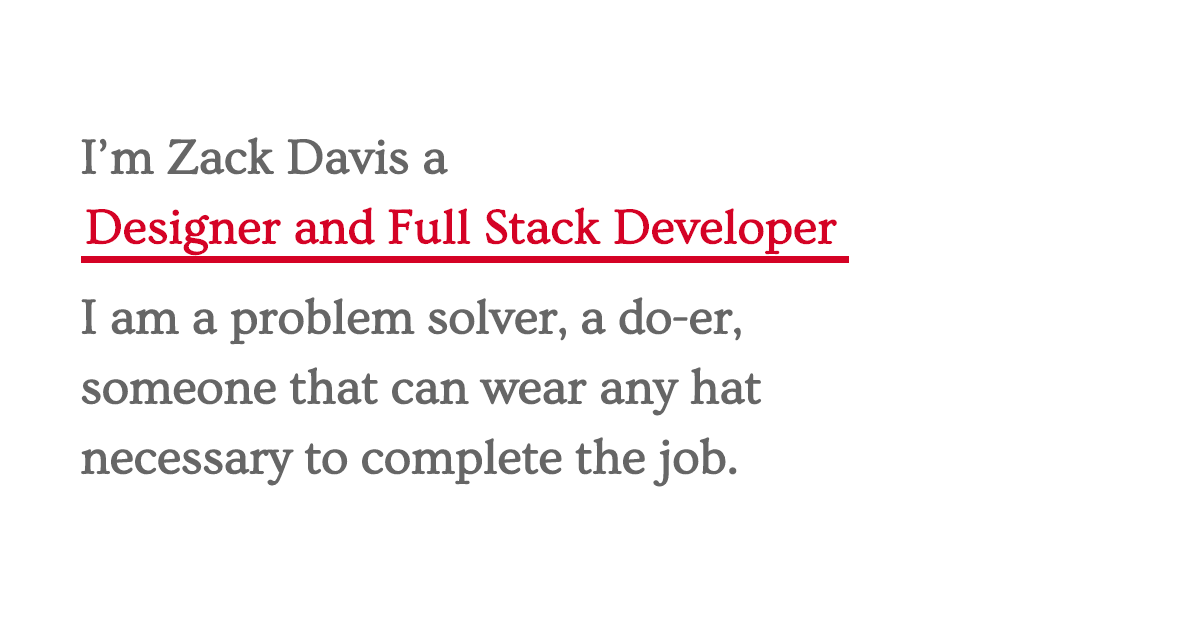 I’m Zack Davis a
Designer and Full Stack Developer
I am a problem solver, a do-er,
someone that can wear any hat
necessary to complete the job.